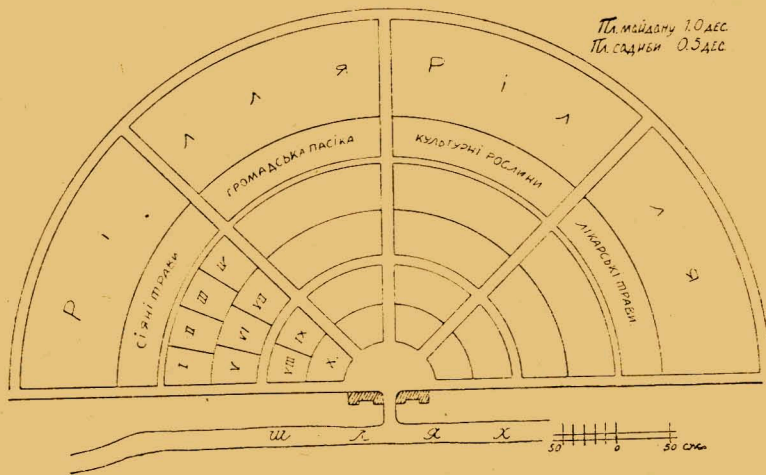 Пл. майдану 1.0 дес.
Пл. садиби 0.5 дес.
Р І Л Л Я
Р І Л Л Я
ГРОМАДСЬКА ПАСІКА
КУЛЬТУРНІ РОСЛИНИ
СІЯНІ ТРАВИ
ЛІКАРСЬКІ ТРАВИ
I II III IV
V VI VII
VIII IX
X.
Ш Л Я Х
50 0 50 саж.